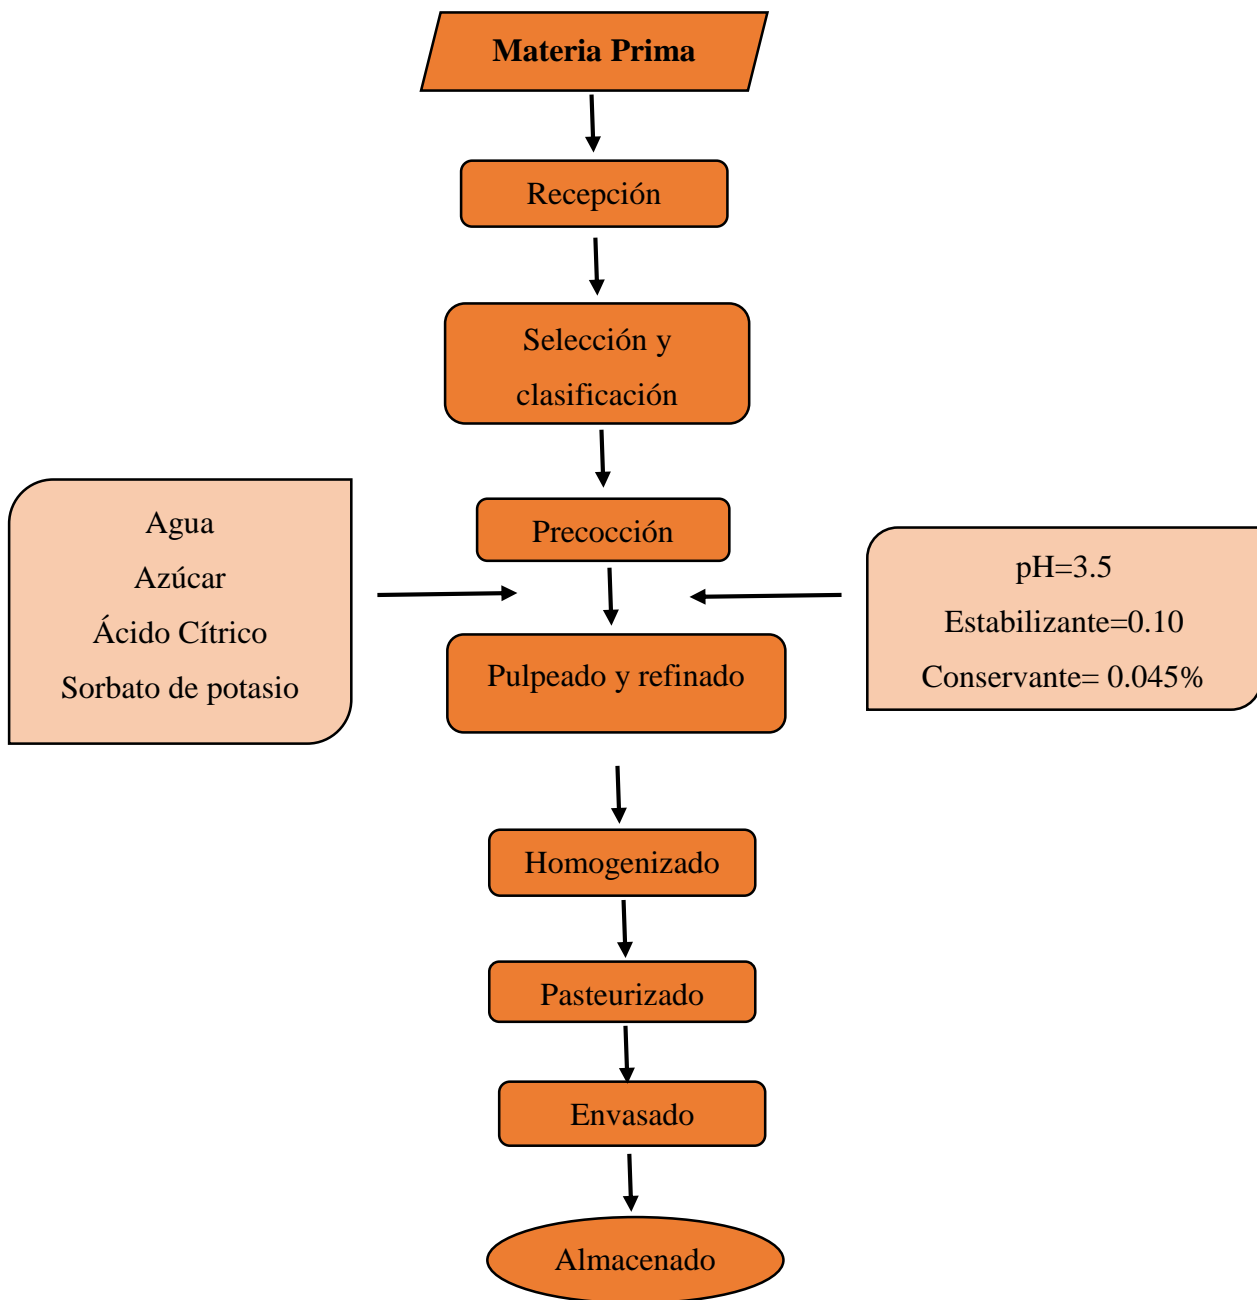 Materia Prima
Recepción
Selección y
clasificación
Precocción
Agua
Azúcar
Ácido Cítrico
Sorbato de potasio
pH=3.5
Estabilizante=0.10
Conservante= 0.045%
Pulpeado y refinado
Homogenizado
Pasteurizado
Envasado
Almacenado